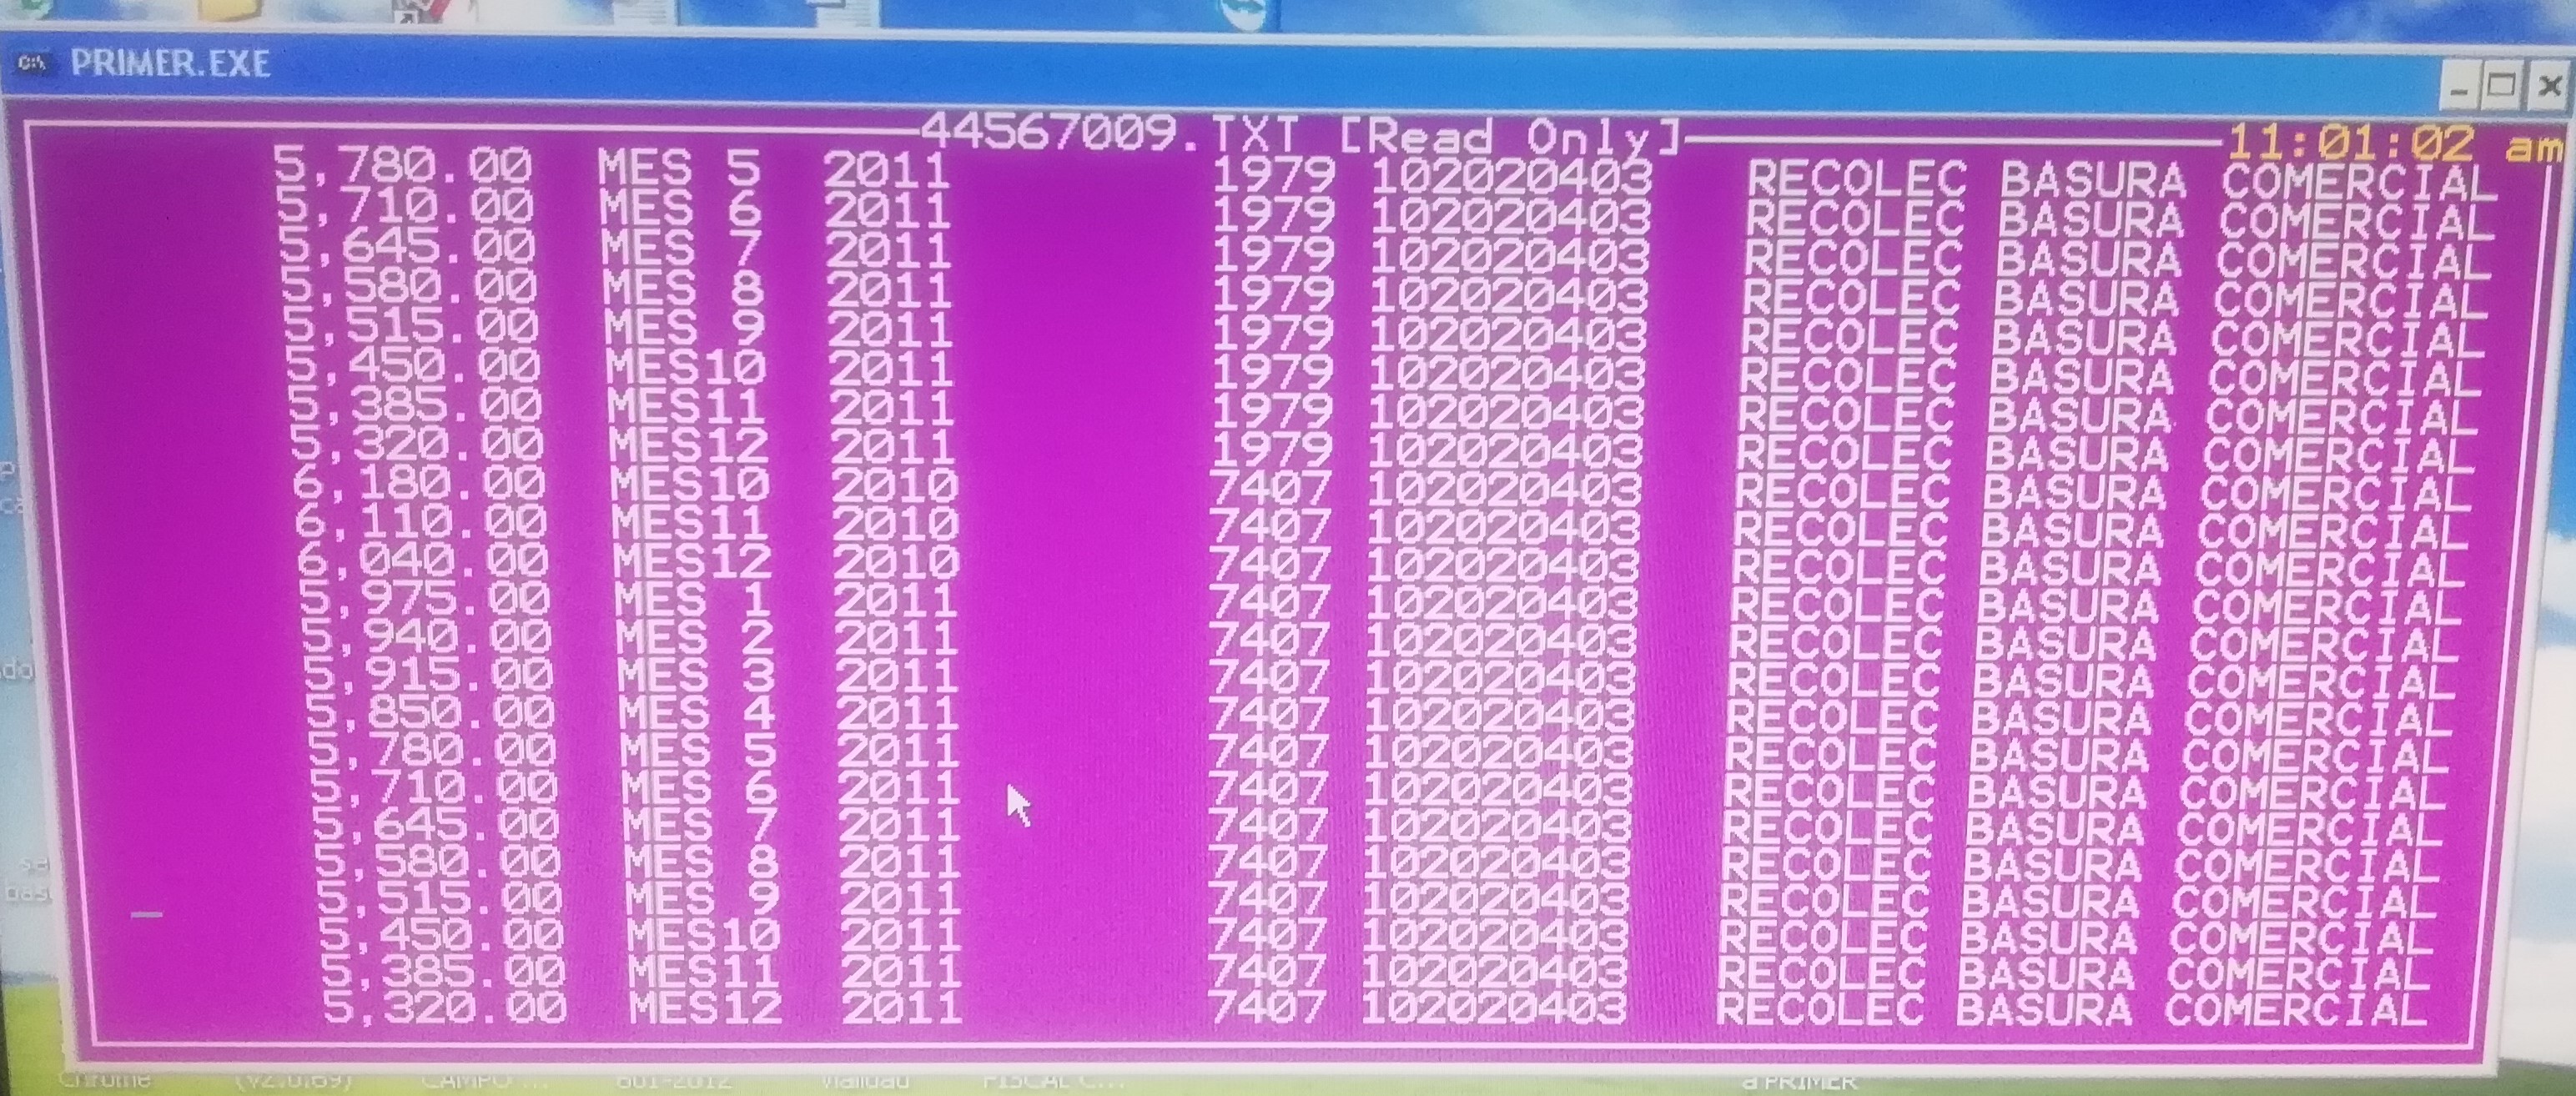 PRIMER.EXE
44567009.TXT [Read Only] 11:01:02 am
5,780.00 MES 5 2011 1979 102020403 RECOLEC BASURA COMERCIAL
5,710.00 MES 6 2011 1979 102020403 RECOLEC BASURA COMERCIAL
5,645.00 MES 7 2011 1979 102020403 RECOLEC BASURA COMERCIAL
5,580.00 MES 8 2011 1979 102020403 RECOLEC BASURA COMERCIAL
5,515.00 MES 9 2011 1979 102020403 RECOLEC BASURA COMERCIAL
5,450.00 MES10 2011 1979 102020403 RECOLEC BASURA COMERCIAL
5,385.00 MES11 2011 1979 102020403 RECOLEC BASURA COMERCIAL
5,320.00 MES12 2011 1979 102020403 RECOLEC BASURA COMERCIAL
6,180.00 MES10 2010 7407 102020403 RECOLEC BASURA COMERCIAL
6,110.00 MES11 2010 7407 102020403 RECOLEC BASURA COMERCIAL
6,040.00 MES12 2010 7407 102020403 RECOLEC BASURA COMERCIAL
5,975.00 MES 1 2011 7407 102020403 RECOLEC BASURA COMERCIAL
5,940.00 MES 2 2011 7407 102020403 RECOLEC BASURA COMERCIAL
5,915.00 MES 3 2011 7407 102020403 RECOLEC BASURA COMERCIAL
5,850.00 MES 4 2011 7407 102020403 RECOLEC BASURA COMERCIAL
5,780.00 MES 5 2011 7407 102020403 RECOLEC BASURA COMERCIAL
5,710.00 MES 6 2011 7407 102020403 RECOLEC BASURA COMERCIAL
5,645.00 MES 7 2011 7407 102020403 RECOLEC BASURA COMERCIAL
5,580.00 MES 8 2011 7407 102020403 RECOLEC BASURA COMERCIAL
5,515.00 MES 9 2011 7407 102020403 RECOLEC BASURA COMERCIAL
5,450.00 MES10 2011 7407 102020403 RECOLEC BASURA COMERCIAL
5,385.00 MES11 2011 7407 102020403 RECOLEC BASURA COMERCIAL
5,320.00 MES12 2011 7407 102020403 RECOLEC BASURA COMERCIAL
Chrome (v2.0.69) CAMPO ... vialidad FISCAL C... a PRIMER